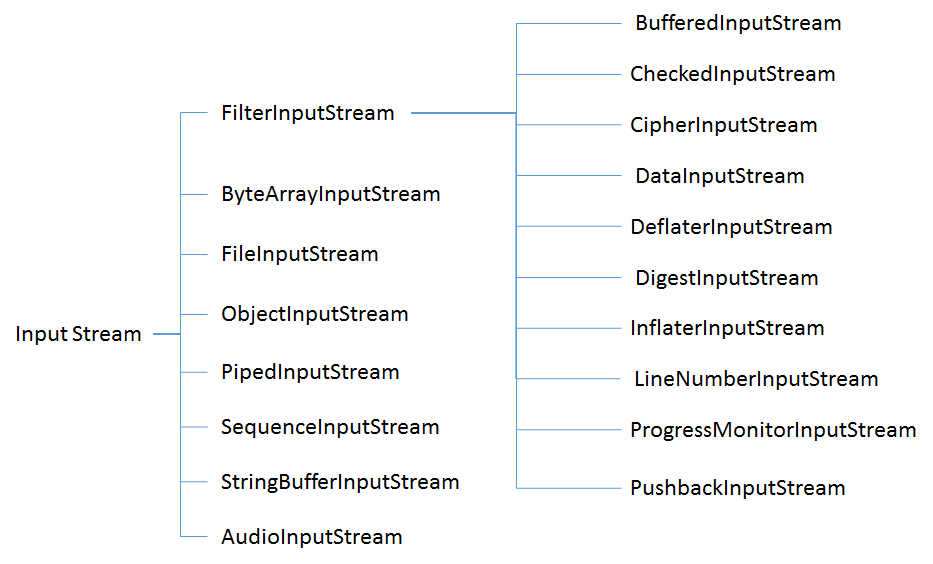 Input Stream
FilterInputStream
ByteArrayInputStream
FileInputStream
ObjectInputStream
PipedInputStream
SequenceInputStream
StringBufferInputStream
AudioInputStream
BufferedInputStream
CheckedInputStream
CipherInputStream
DataInputStream
DeflaterInputStream
DigestInputStream
InflaterInputStream
LineNumberInputStream
ProgressMonitorInputStream
PushbackInputStream